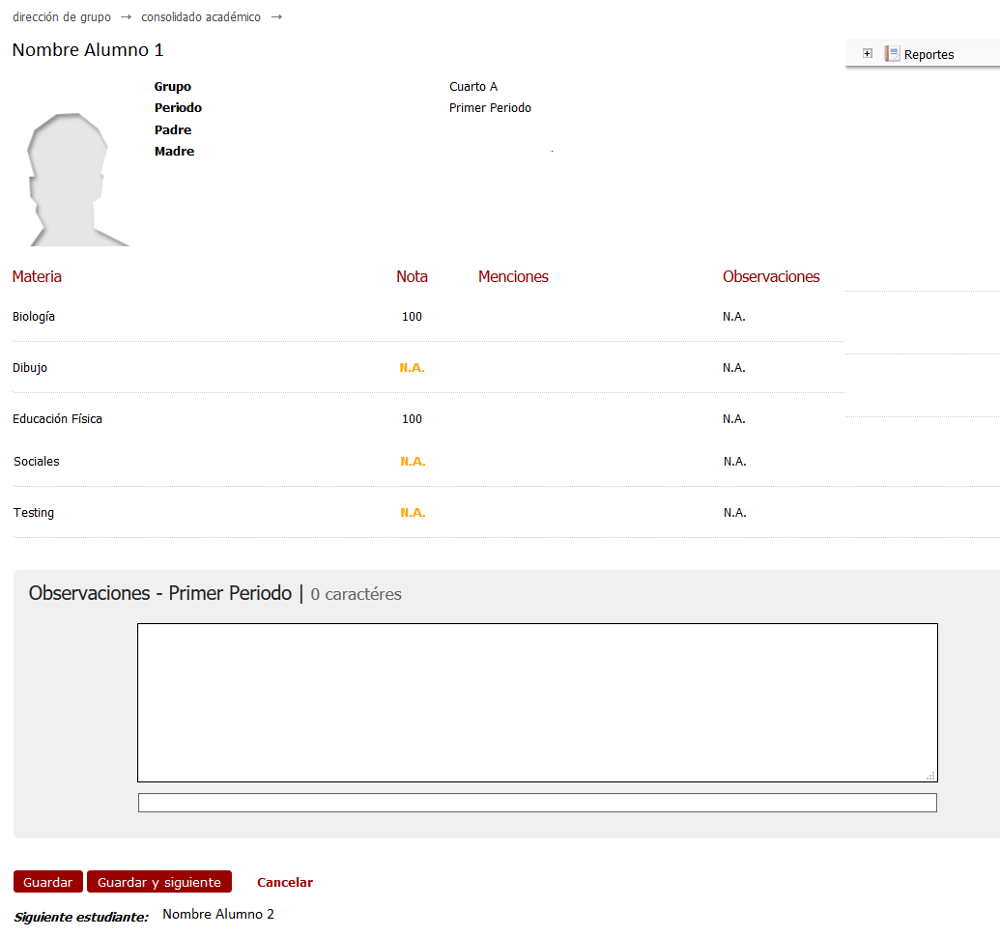 dirección de grupo → consolidado académico →
Nombre Alumno 1
Reportes
Grupo Cuarto A
Periodo Primer Periodo
Padre
Madre
Materia Nota Menciones Observaciones
Biología 100 N.A.
Dibujo N.A. N.A.
Educación Física 100 N.A.
Sociales N.A. N.A.
Testing N.A. N.A.
Observaciones - Primer Periodo | 0 caractéres
Guardar Guardar y siguiente Cancelar
Siguiente estudiante: Nombre Alumno 2